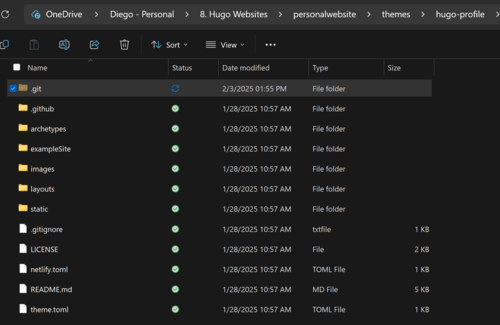 OneDrive > Diego - Personal > 8. Hugo Websites > personalwebsite > themes > hugo-profile >
Sort View ...
Name Status Date modified Type Size
.git 2/3/2025 01:55 PM File folder
.github 1/28/2025 10:57 AM File folder
archetypes 1/28/2025 10:57 AM File folder
exampleSite 1/28/2025 10:57 AM File folder
images 1/28/2025 10:57 AM File folder
layouts 1/28/2025 10:57 AM File folder
static 1/28/2025 10:57 AM File folder
.gitignore 1/28/2025 10:57 AM txtfile 1 KB
LICENSE 1/28/2025 10:57 AM File 2 KB
netlify.toml 1/28/2025 10:57 AM TOML File 1 KB
README.md 1/28/2025 10:57 AM MD File 5 KB
theme.toml 1/28/2025 10:57 AM TOML File 1 KB